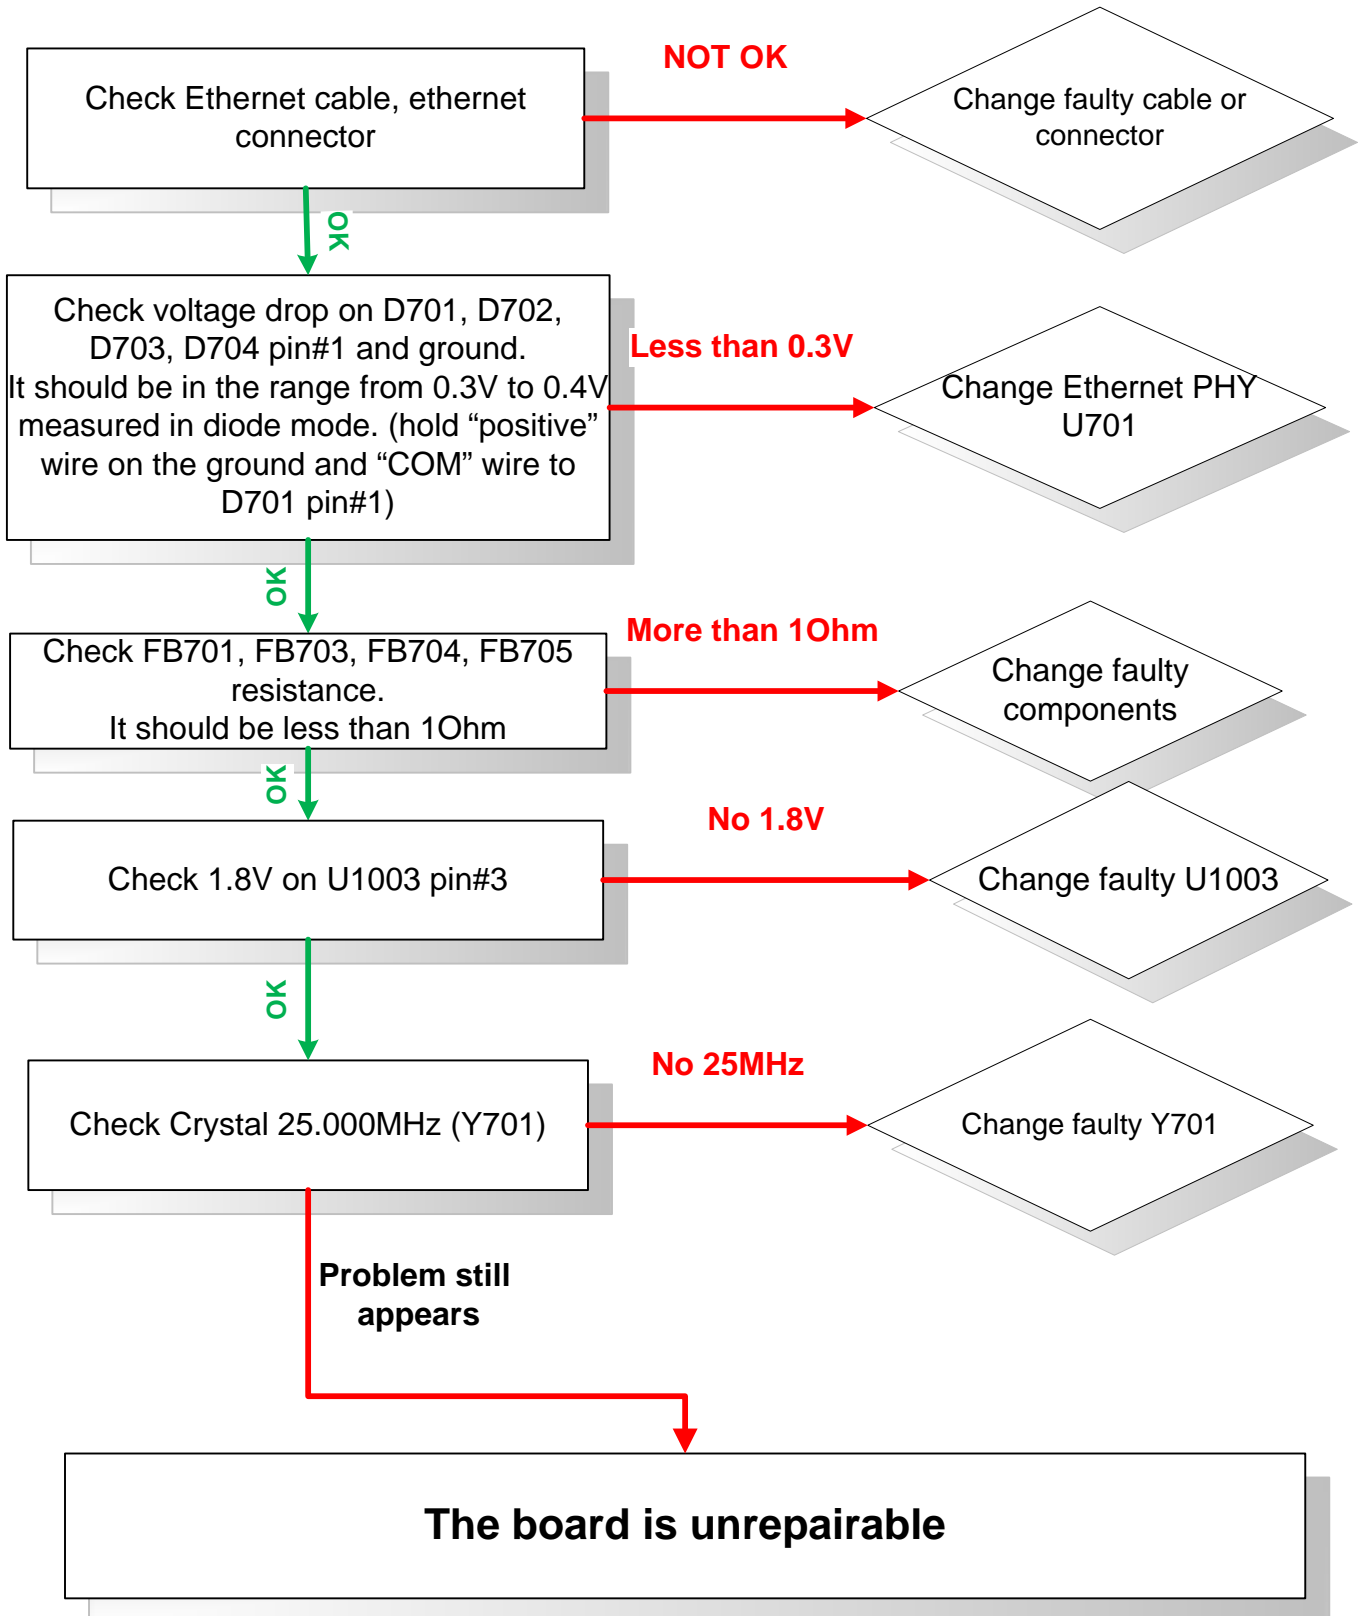 NOT OK
Check Ethernet cable, ethernet
connector
Change faulty cable or
connector
OK
Check voltage drop on D701, D702,
D703, D704 pin#1 and ground.
It should be in the range from 0.3V to 0.4V
measured in diode mode. (hold “positive”
wire on the ground and “COM” wire to
D701 pin#1)
Less than 0.3V
Change Ethernet PHY
U701
OK
Check FB701, FB703, FB704, FB705
resistance.
It should be less than 1Ohm
More than 1Ohm
Change faulty
components
OK
Check 1.8V on U1003 pin#3
No 1.8V
Change faulty U1003
OK
Check Crystal 25.000MHz (Y701)
No 25MHz
Change faulty Y701
Problem still
appears
The board is unrepairable